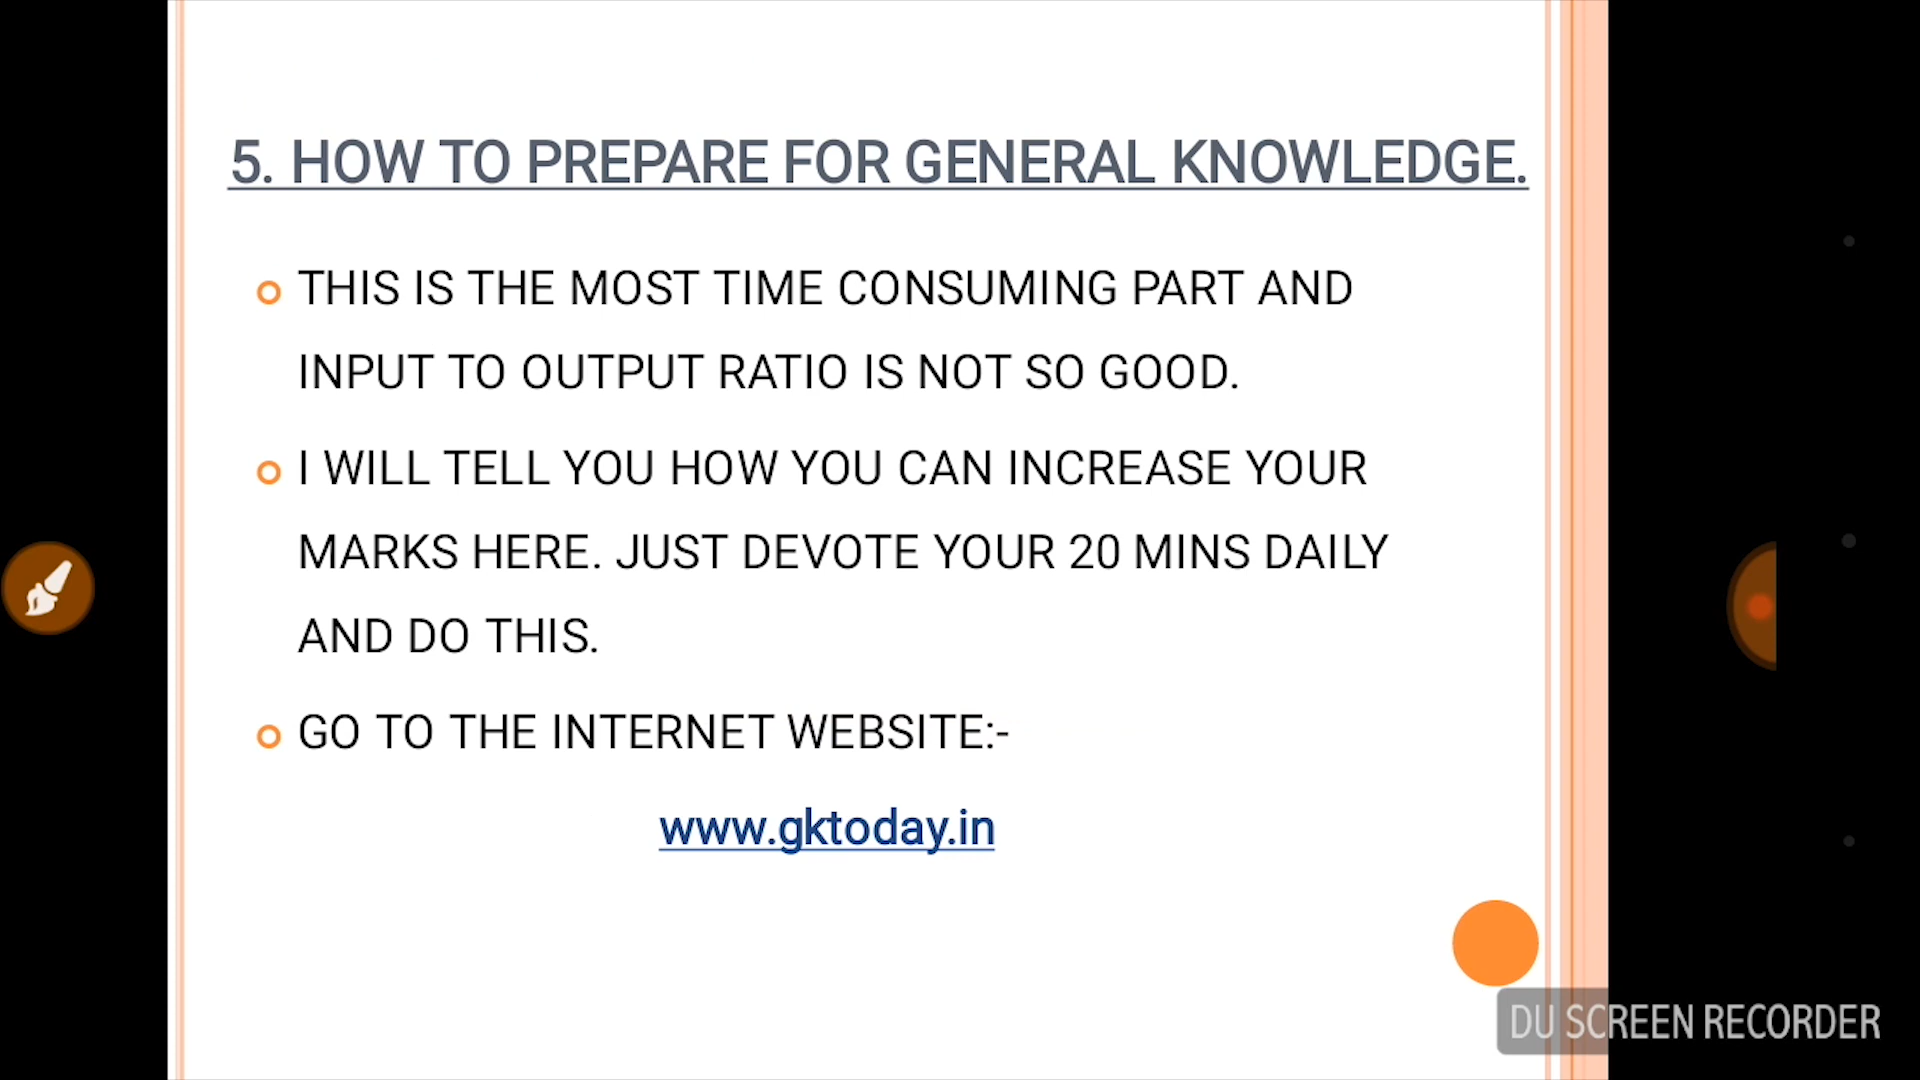 5. HOW TO PREPARE FOR GENERAL KNOWLEDGE.
THIS IS THE MOST TIME CONSUMING PART AND
INPUT TO OUTPUT RATIO IS NOT SO GOOD.
I WILL TELL YOU HOW YOU CAN INCREASE YOUR
MARKS HERE. JUST DEVOTE YOUR 20 MINS DAILY
AND DO THIS.
GO TO THE INTERNET WEBSITE:-
www.gktoday.in
DU SCREEN RECORDER